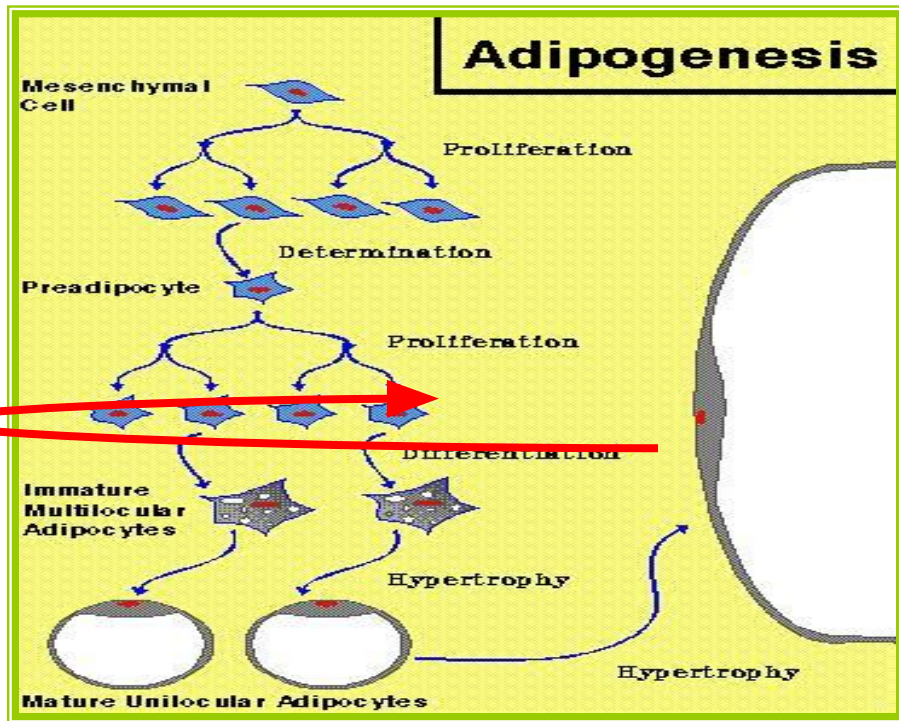 Adipogenesis
Mesenchymal
Cell
Proliferation
Determination
Preadipocyte
Proliferation
Differentiation
Immature
Multilocular
Adipocytes
Hypertrophy
Hypertrophy
Mature Unilocular Adipocytes